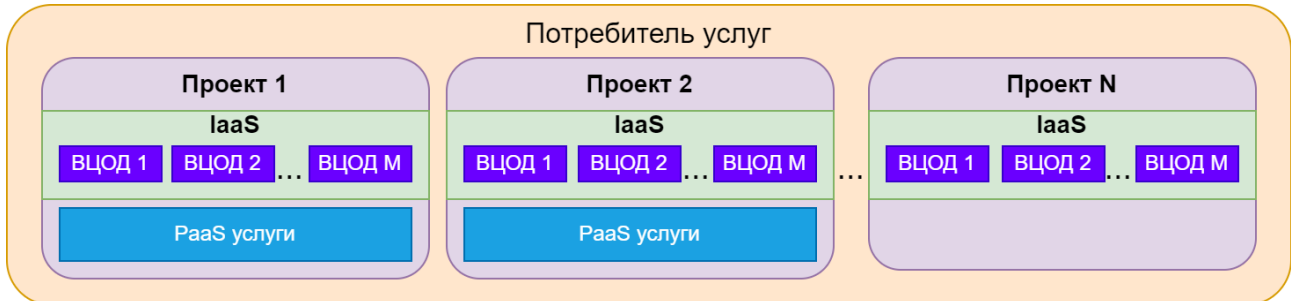 Потребитель услуг
Проект 1
IaaS
ВЦОД 1 ВЦОД 2 ... ВЦОД М
PaaS услуги
Проект 2
IaaS
ВЦОД 1 ВЦОД 2 ... ВЦОД М
PaaS услуги
...
Проект N
IaaS
ВЦОД 1 ВЦОД 2 ... ВЦОД М